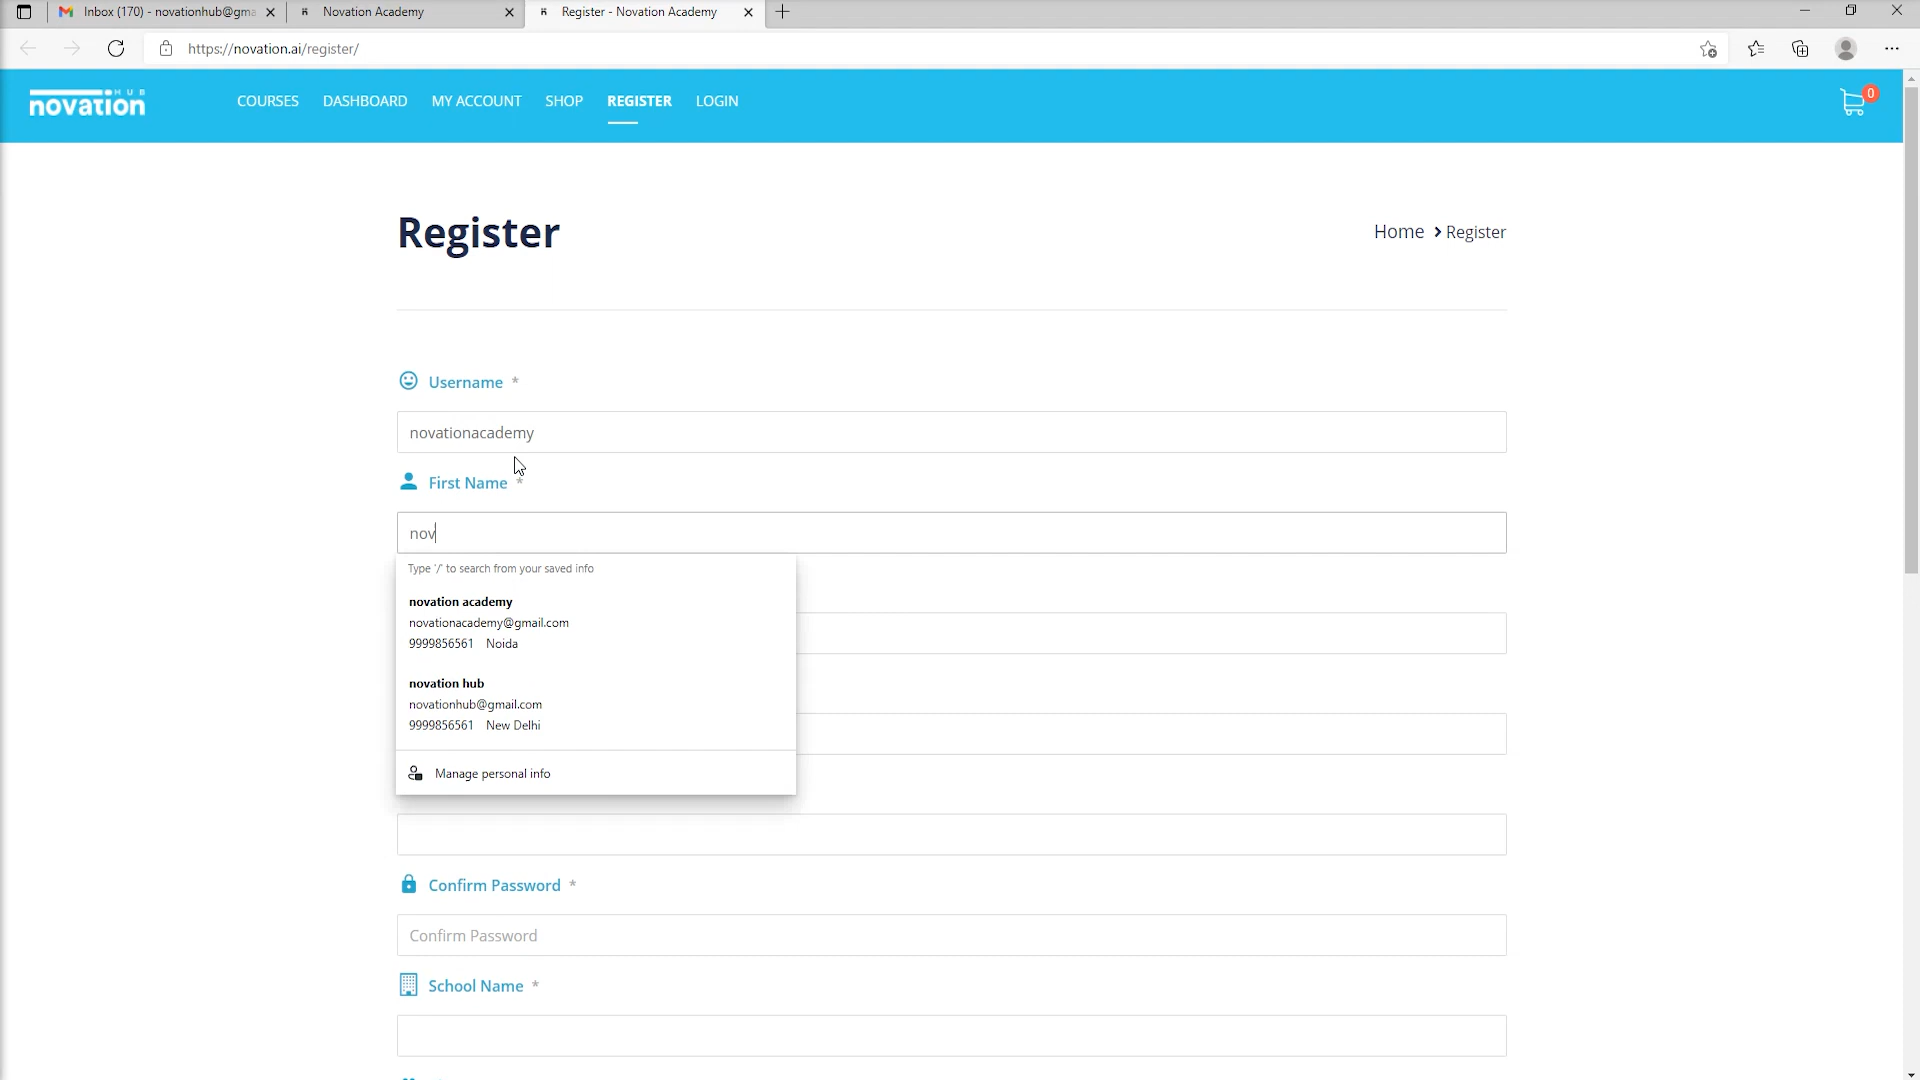 Inbox (170) - novationhub@gma
Novation Academy
Register - Novation Academy
https://novation.ai/register/
HUB
novation
COURSES
DASHBOARD
MY ACCOUNT
SHOP
REGISTER
LOGIN
0
Register
Home > Register
Username *
novationacademy
First Name *
nov
Type '/' to search from your saved info
novation academy
novationacademy@gmail.com
9999856561 Noida
novation hub
novationhub@gmail.com
9999856561 New Delhi
Manage personal info
Confirm Password *
Confirm Password
School Name *